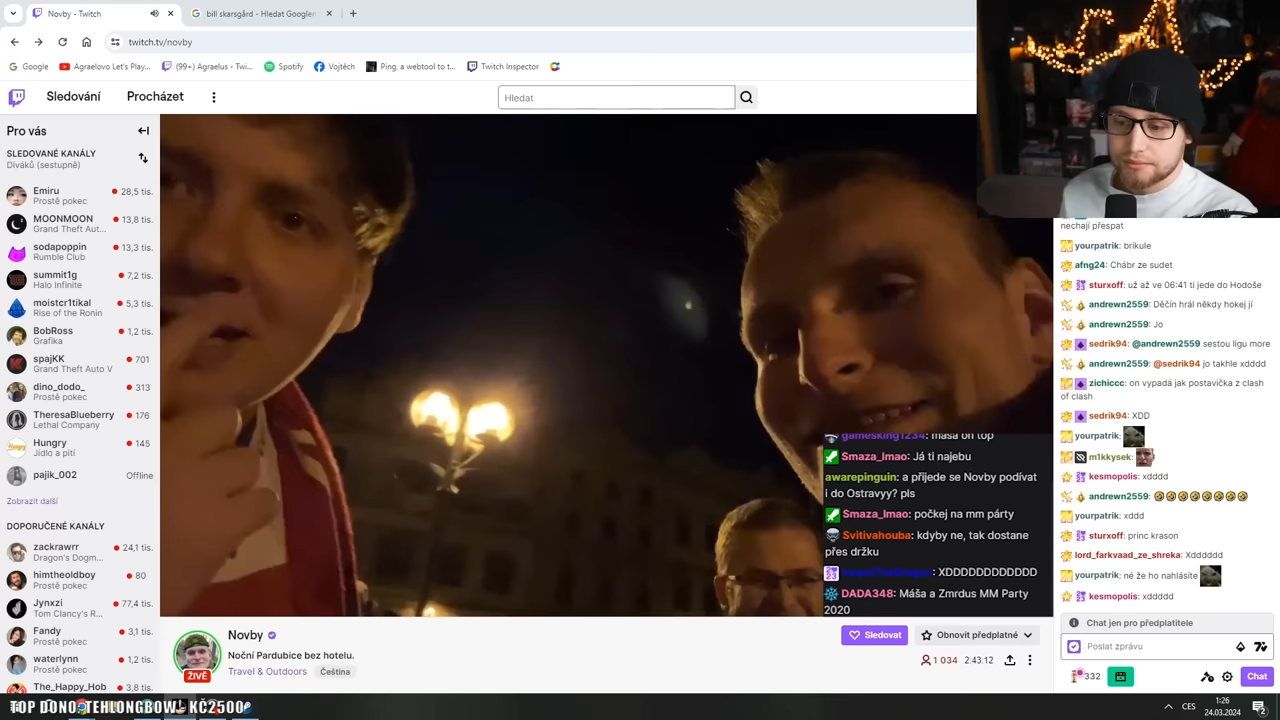 Novby - Twitch
bill skarsgård - Hledat Google
twitch.tv/novby
Google
Agraelovo Let's Play...
(99+) Agraelus - Twi...
Spotify
Vojtěch
Ping, a webtool to t...
Twitch Inspector
Sledování
Procházet
Hledat
Pro vás
SLEDOVANÉ KANÁLY
Diváků (sestupně)
Emiru
28,5 tis.
Prostě pokec
MOONMOON
13,8 tis.
Grand Theft Aut...
sodapoppin
13,3 tis.
Rumble Club
summit1g
7,2 tis.
Halo Infinite
moistcr1tikal
5,3 tis.
Rise of the Ronin
BobRoss
1,2 tis.
Grafika
spajKK
701
Grand Theft Auto V
dino_dodo_
313
Prostě pokec
TheresaBlueberry
176
Lethal Company
Hungry
145
Jídlo a pití
pajik_002
Offline
Zobrazit další
DOPORUČENÉ KANÁLY
zackrawrr
24,1 tis.
Dragon's Dogm...
himtheoldboy
80
Prostě pokec
Jynxzi
77,4 tis.
Tom Clancy's R...
Fandy
3,1 tis.
Prostě pokec
waterlynn
1,2 tis.
Prostě pokec
The_Happy_Hob
3,8 tis.
gamesking1234: máša on top
Smaza_lmao: Já ti najebu
awarepinguin: a přijede se Novby podívat
i do Ostravyy? pls
Smaza_lmao: počkej na mm párty
Svitivahouba: kdyby ne, tak dostane
přes držku
: XDDDDDDDDDDDD
DADA348: Máša a Zmrdus MM Party
2020
Novby
Noční Pardubice bez hotelu.
Travel & Outdoors
Čeština
ŽIVĚ
Sledovat
Obnovit předplatné
1 034
2:43:12
nechaji přespat
yourpatrik: brikule
afng24: Chábr ze sudet
sturxoff: už až ve 06:41 ti jede do Hodoše
andrewn2559: Děčín hrál někdy hokej jí
andrewn2559: Jo
sedrik94: @andrewn2559 sestou ligu more
andrewn2559: @sedrik94 jo takhle xdddd
zichiccc: on vypadá jak postavička z clash
of clash
sedrik94: XDD
yourpatrik:
m1kkysek:
kesmopolis: xdddd
andrewn2559:
yourpatrik: xddd
sturxoff: princ krason
lord_farkvaad_ze_shreka: Xdddddd
yourpatrik: né že ho nahlásíte
kesmopolis: xddddd
Chat jen pro předplatitele
Poslat zprávu
332
Chat
TOP DONO TEHLONGBOW KČ2500
CES
1:26
24.03.2024
2